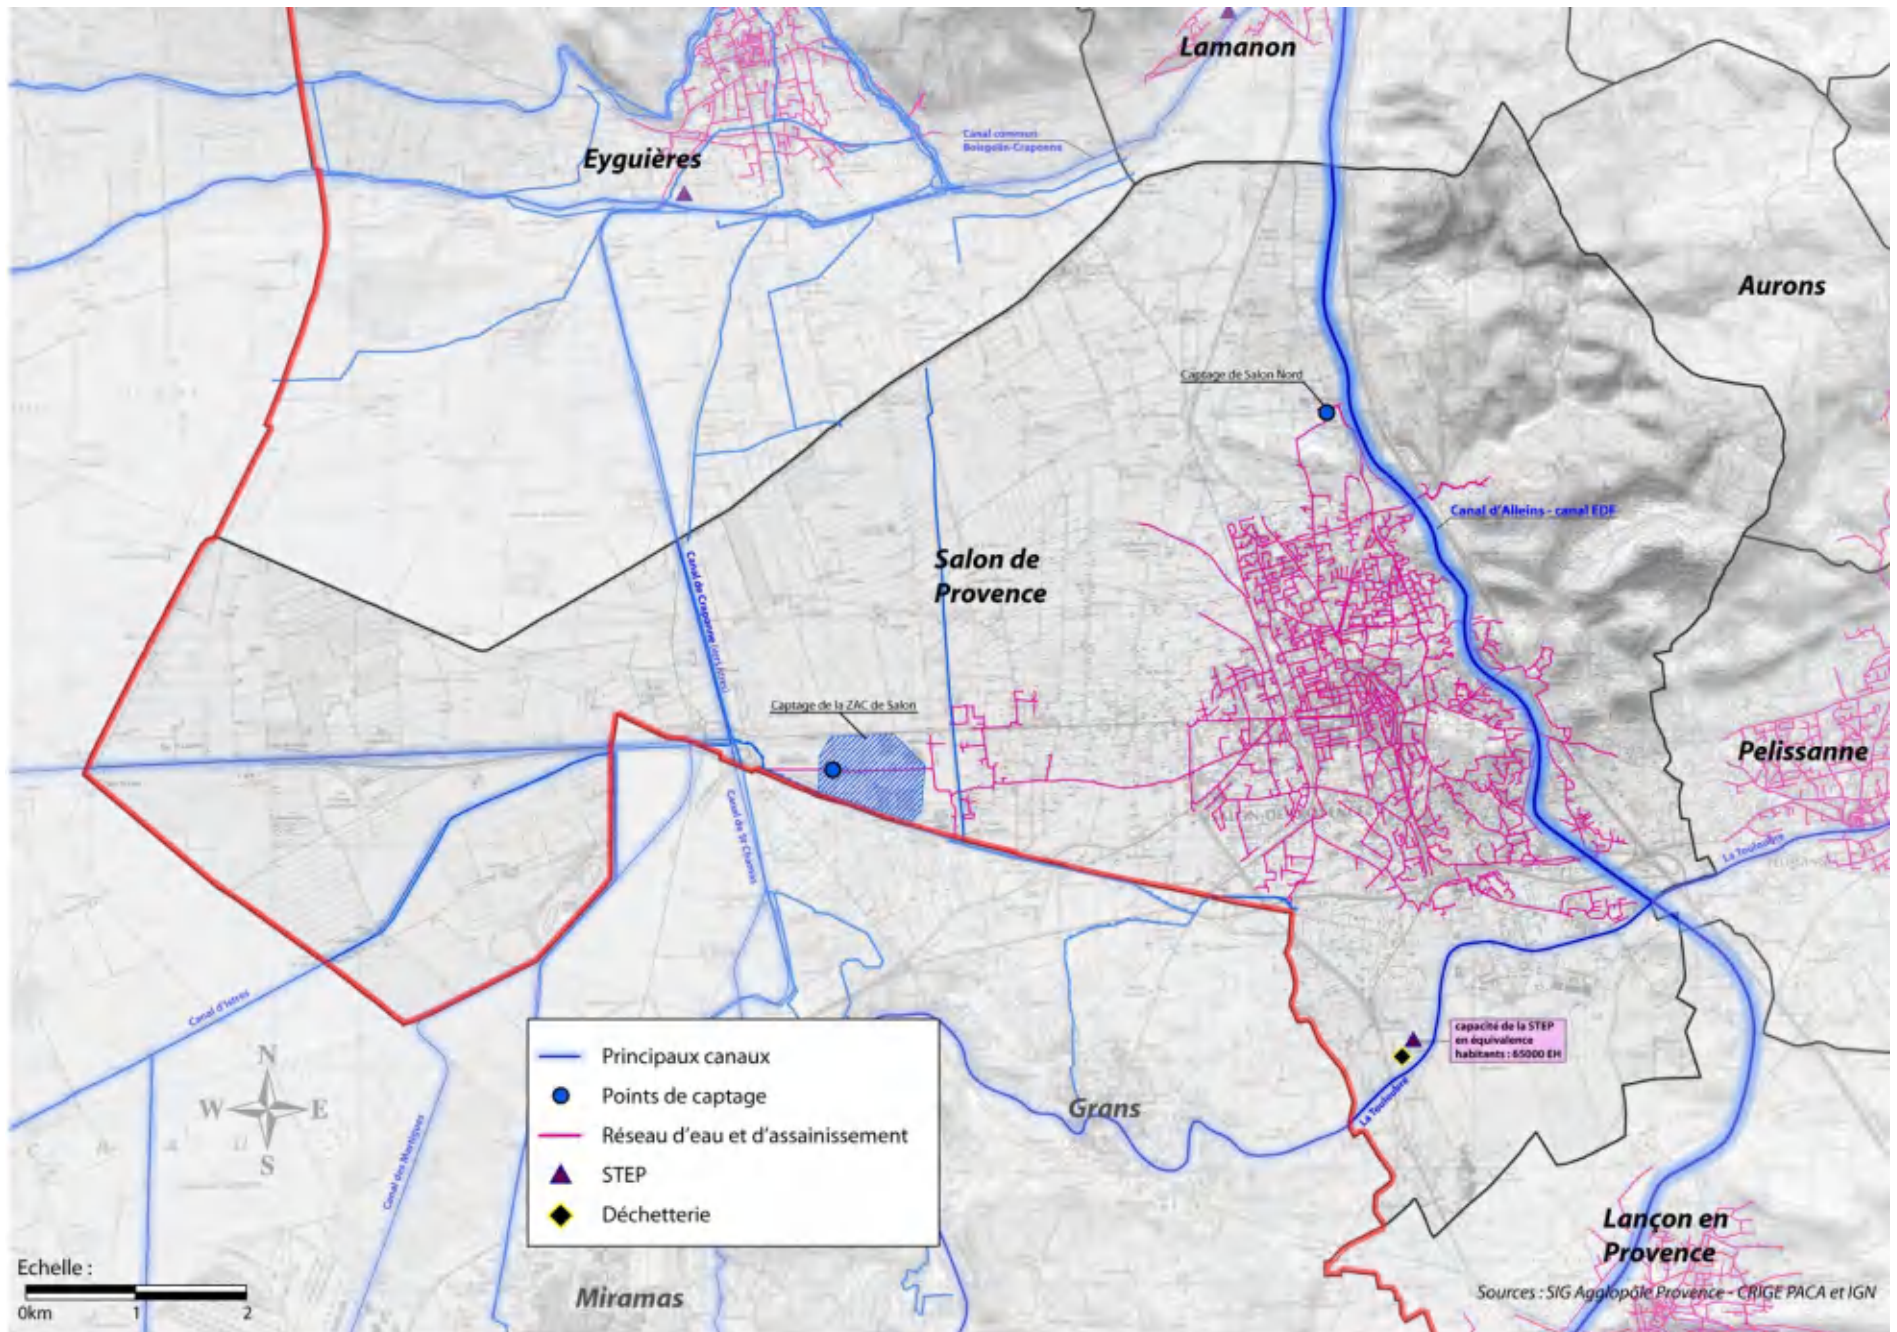 Lamanon
Canal commun
Boisgelin-Craponne
Eyguières
Aurons
Captage de Salon Nord
Canal d'Alleins - canal EDF
Salon de
Provence
Canal de Craponne (vers Istres)
Captage de la ZAC de Salon
Pelissanne
La Touloubre
Canal de St Chamas
Canal d'Istres
capacité de la STEP
en équivalence
habitants : 65000 EH
La Touloubre
Canal des Martigues
Grans
N
W
E
S
Principaux canaux
Points de captage
Réseau d'eau et d'assainissement
STEP
Déchetterie
Lançon en
Provence
Echelle :
0km 1 2
Miramas
Sources : SIG Agglopôle Provence - CRIGE PACA et IGN